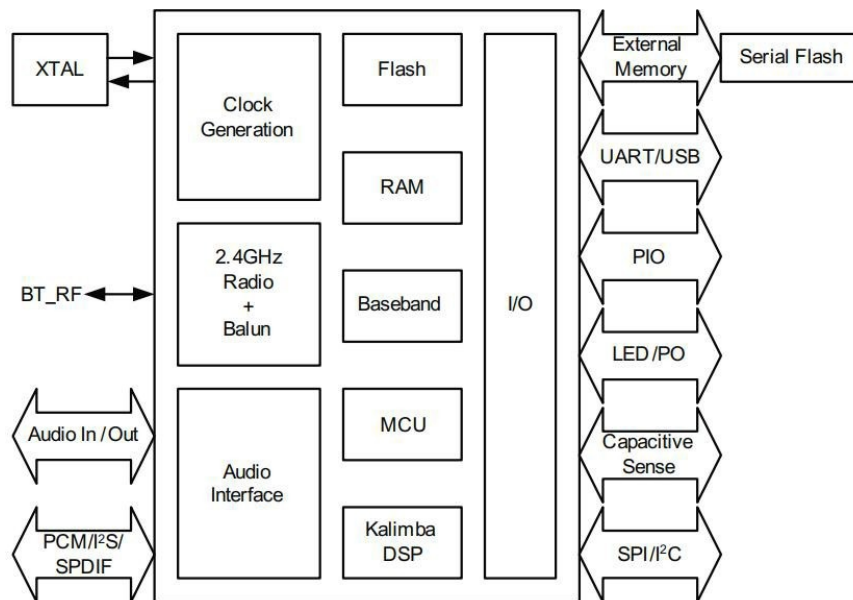 XTAL
Clock
Generation
Flash
External
Memory
Serial Flash
UART/USB
RAM
2.4GHz
Radio
+
Balun
PIO
BT_RF
Baseband
I/O
LED/PO
Audio In/Out
MCU
Capacitive
Sense
Audio
Interface
PCM/I²S/
SPDIF
Kalimba
DSP
SPI/I²C